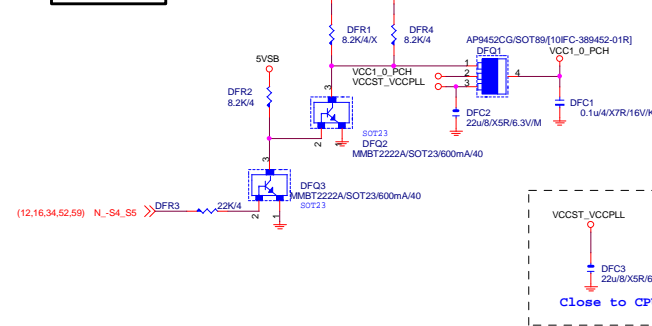 DFR1
8.2K/4/X
DFR4
8.2K/4
AP9452CG/SOT89/[10IFC-389452-01R]
DFQ1
VCC1_0_PCH
5VSB
VCC1_0_PCH
VCCST_VCCPLL
1
2
3
4
DFR2
8.2K/4
3
DFC2
22u/8/X5R/6.3V/M
DFC1
0.1u/4/X7R/16V/K
2
1
SOT23
DFQ2
MMBT2222A/SOT23/600mA/40
3
DFQ3
MMBT2222A/SOT23/600mA/40
SOT23
(12,16,34,52,59) N_-S4_S5
DFR3
22K/4
2
1
VCCST_VCCPLL
DFC3
22u/8/X5R/6
Close to